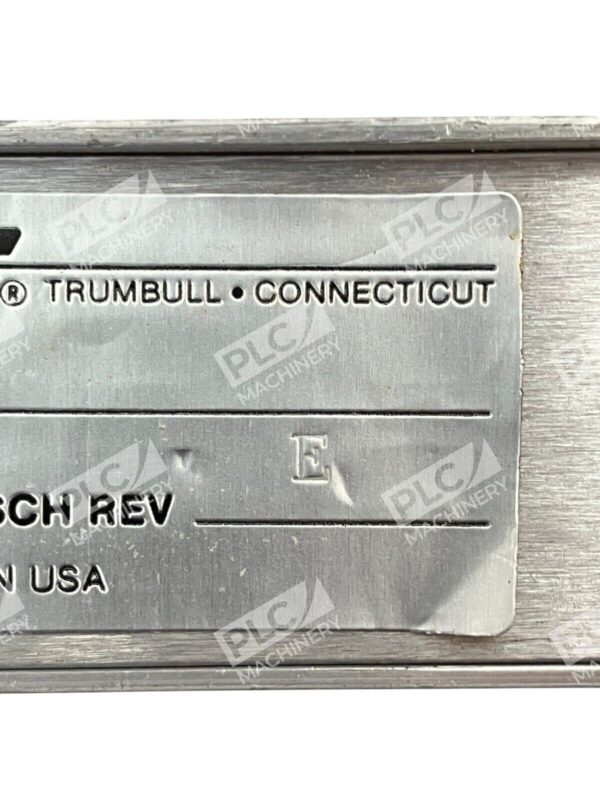 ® TRUMBULL • CONNECTICUT
E
SCH REV
N USA
PLC MACHINERY